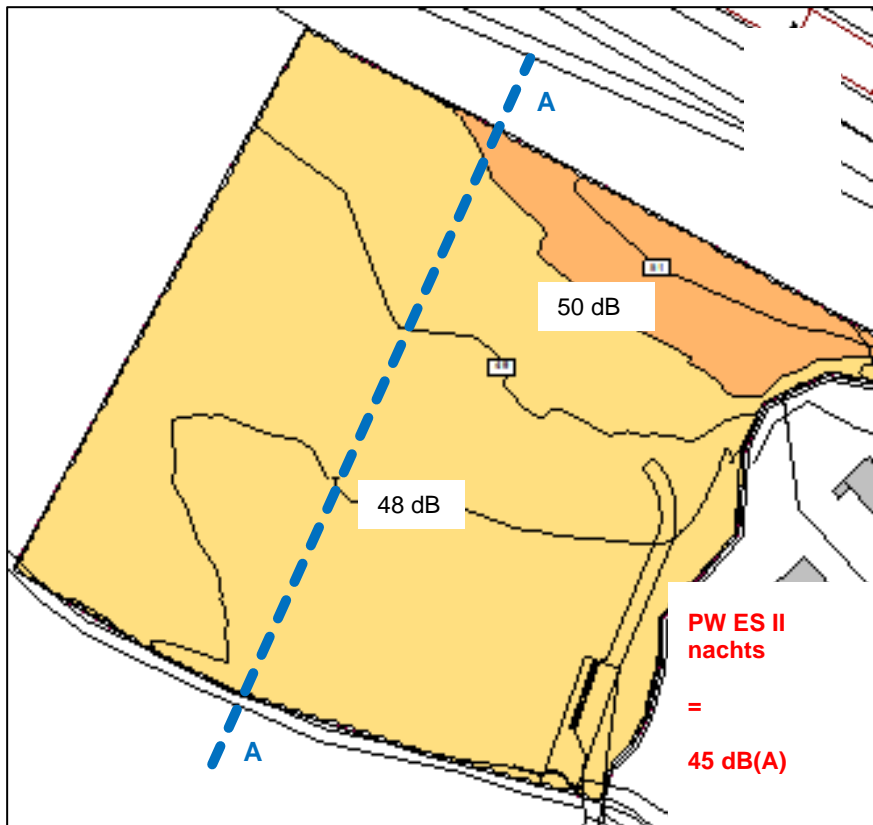 A
50 dB
48 dB
PW ES II
nachts
=
45 dB(A)
A